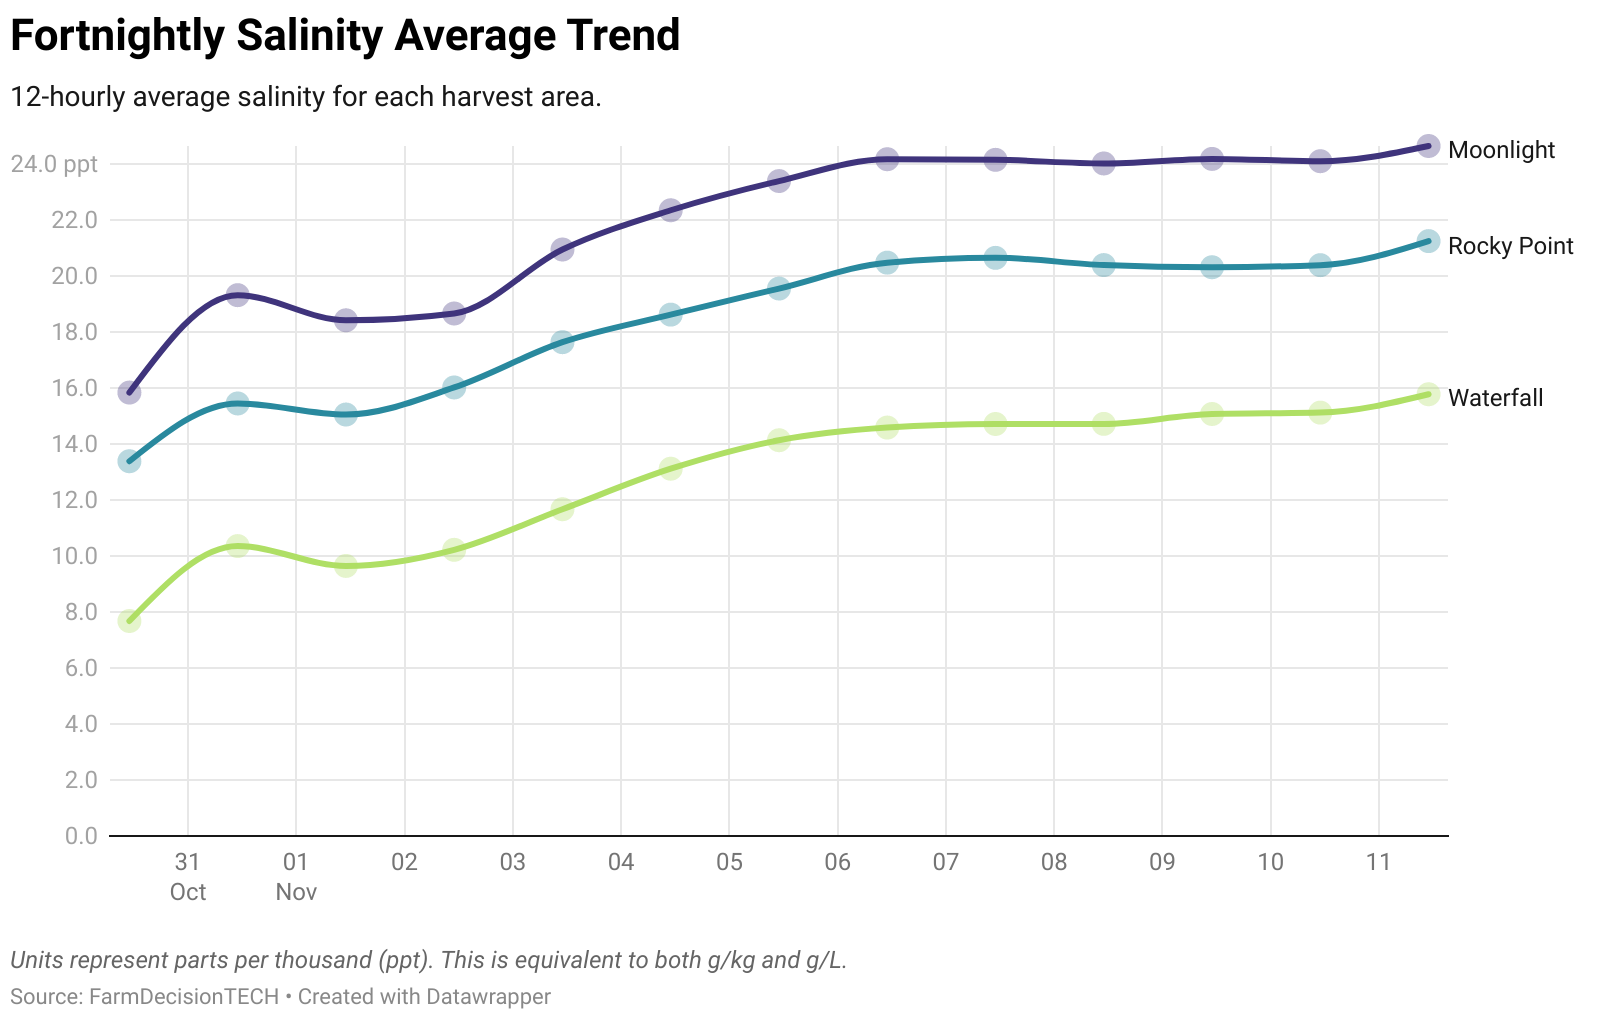 Fortnightly Salinity Average Trend
12-hourly average salinity for each harvest area.
24.0 ppt
Moonlight
22.0
Rocky Point
20.0
18.0
16.0
Waterfall
14.0
12.0
10.0
8.0
6.0
4.0
2.0
0.0
31 01 02 03 04 05 06 07 08 09 10 11
Oct Nov
Units represent parts per thousand (ppt). This is equivalent to both g/kg and g/L.
Source: FarmDecisionTECH • Created with Datawrapper